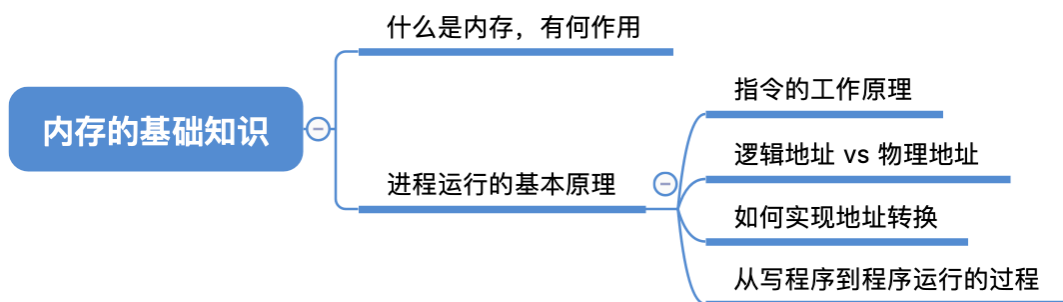 内存的基础知识
什么是内存，有何作用
进程运行的基本原理
指令的工作原理
逻辑地址 vs 物理地址
如何实现地址转换
从写程序到程序运行的过程